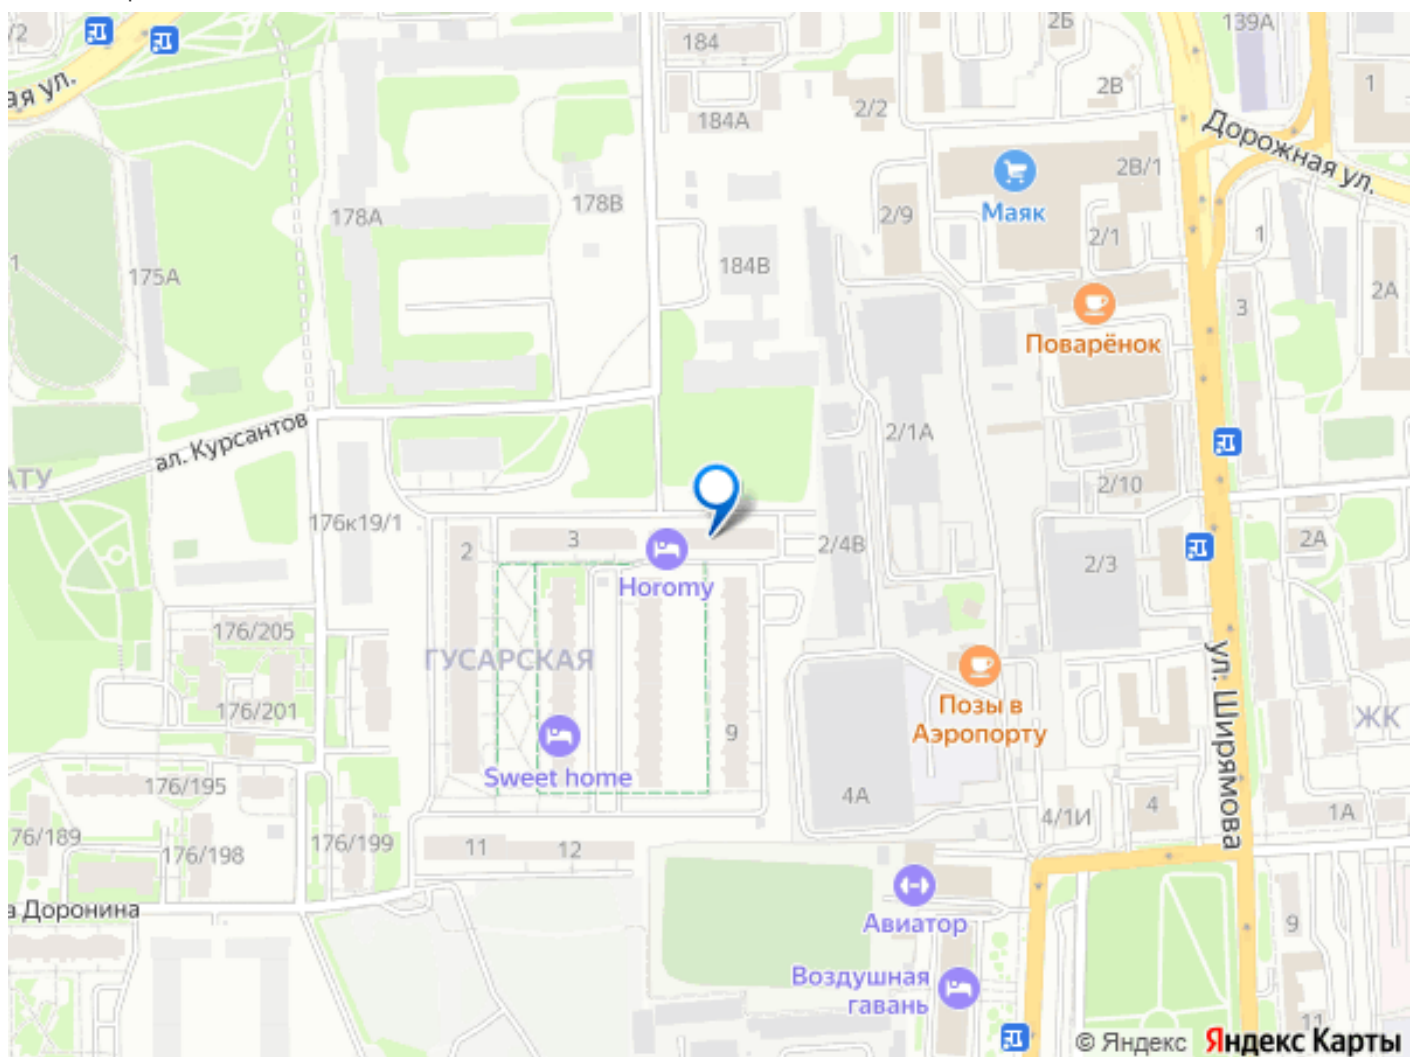 /2
184
2Б
139А
ая ул.
2В
1
184А
2/2
Дорожная ул.
2В/1
Маяк
178А
178В
2/9
2/1
1
1
175А
184В
2А
3
Поварёнок
ал. Курсантов
2/1А
АТУ
2/10
176к19/1
2
3
2/4В
2/3
2А
Horomy
176/205
ГУСАРСКАЯ
ул. Ширямова
176/201
Позы в
Аэропорту
ЖК
9
Sweet home
176/195
4А
4/1И
4
1А
76/189
176/198
176/199
11
12
а Доронина
Авиатор
9
Воздушная
гавань
11
© Яндекс Яндекс Карты